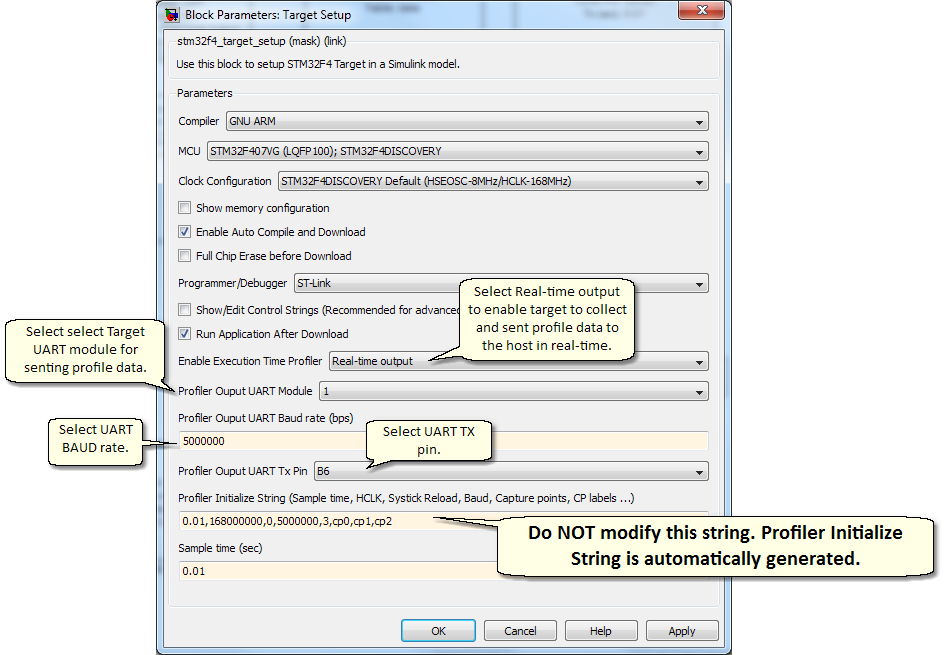 Block Parameters: Target Setup
stm32f4_target_setup (mask) (link)
Use this block to setup STM32F4 Target in a Simulink model.
Parameters
Compiler GNU ARM
MCU STM32F407VG (LQFP100); STM32F4DISCOVERY
Clock Configuration STM32F4DISCOVERY Default (HSEOSC-8MHz/HCLK-168MHz)
Show memory configuration
Enable Auto Compile and Download
Full Chip Erase before Download
Programmer/Debugger ST-Link
Show/Edit Control Strings (Recommended for advanced
Run Application After Download
Enable Execution Time Profiler Real-time output
Profiler Ouput UART Module 1
Profiler Ouput UART Baud rate (bps)
5000000
Profiler Ouput UART Tx Pin B6
Profiler Initialize String (Sample time, HCLK, Systick Reload, Baud, Capture points, CP labels ...)
0.01,168000000,0,5000000,3,cp0,cp1,cp2
Sample time (sec)
0.01
OK Cancel Help Apply
Select Real-time output
to enable target to collect
and sent profile data to
the host in real-time.
Select select Target
UART module for
senting profile data.
Select UART
BAUD rate.
Select UART TX
pin.
Do NOT modify this string. Profiler Initialize
String is automatically generated.